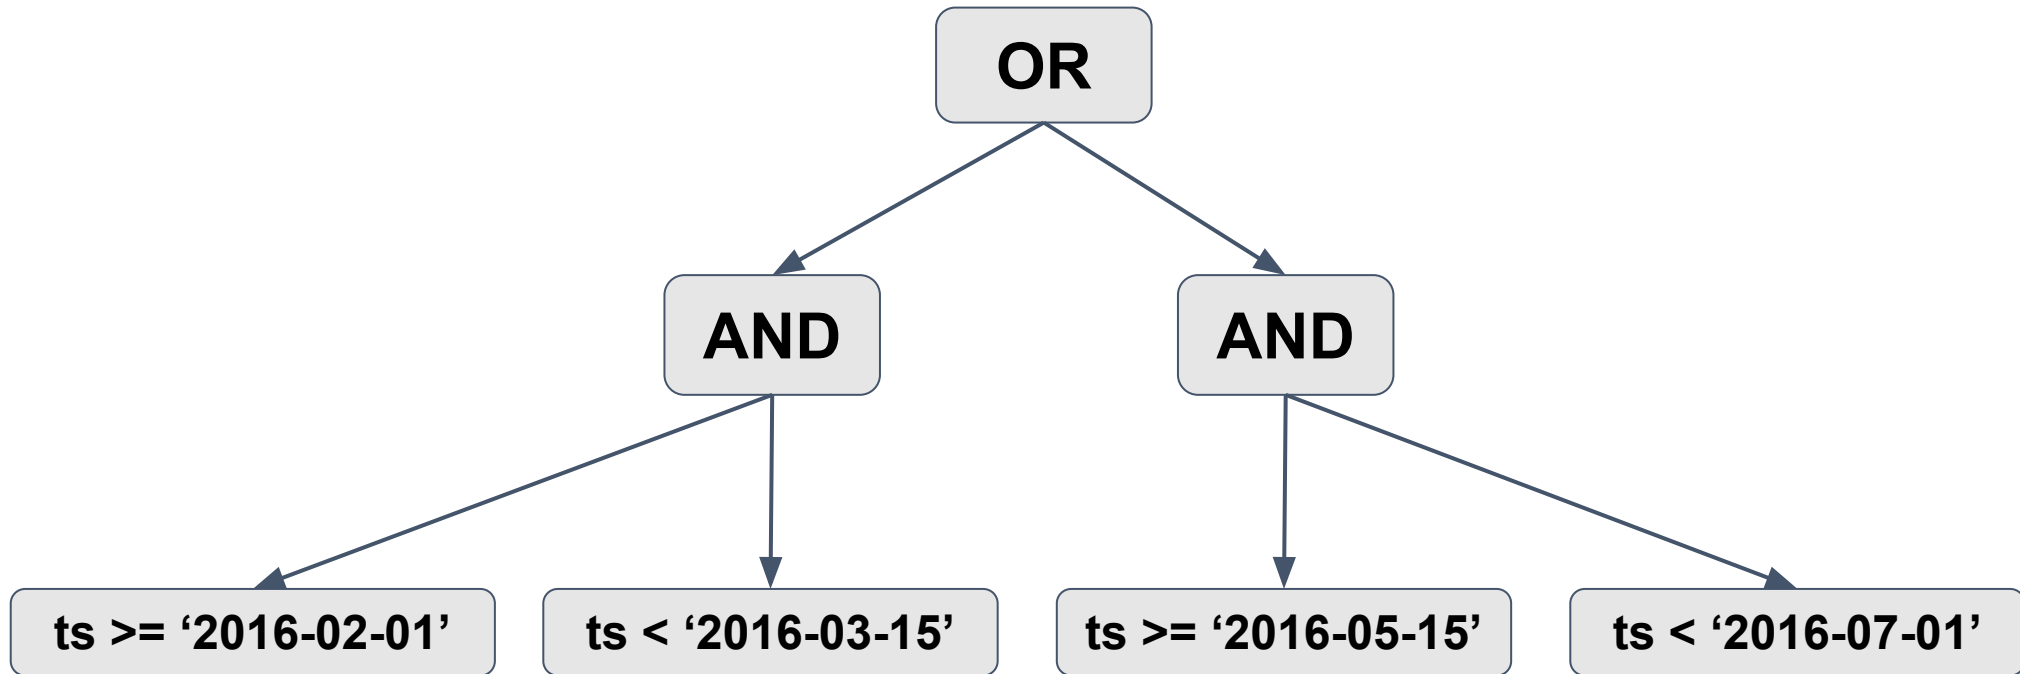 OR
AND
AND
ts >= ‘2016-02-01’
ts < ‘2016-03-15’
ts >= ‘2016-05-15’
ts < ‘2016-07-01’